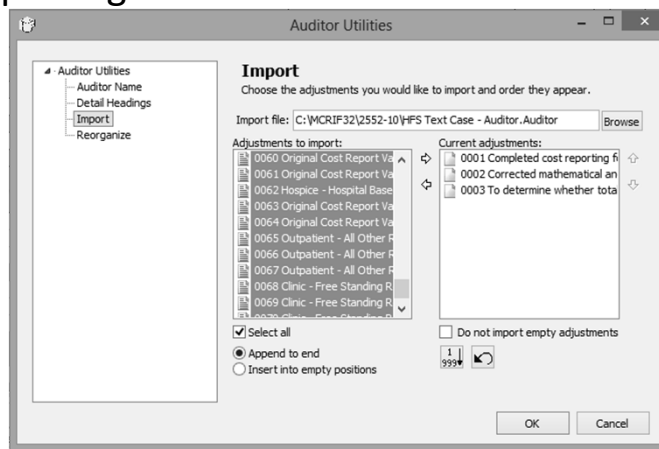 Auditor Utilities
Auditor Utilities
Auditor Name
Detail Headings
Import
Reorganize
Import
Choose the adjustments you would like to import and order they appear.
Import file: C:\MCRIF32\2552-10\HFS Text Case - Auditor.Auditor Browse
Adjustments to import:
0060 Original Cost Report Va
0061 Original Cost Report Va
0062 Hospice - Hospital Base
0063 Original Cost Report Va
0064 Original Cost Report Va
0065 Outpatient - All Other R
0066 Outpatient - All Other R
0067 Outpatient - All Other R
0068 Clinic - Free Standing R
0069 Clinic - Free Standing R
Select all
Append to end
Insert into empty positions
Current adjustments:
0001 Completed cost reporting f
0002 Corrected mathematical an
0003 To determine whether tota
Do not import empty adjustments
1
999
OK Cancel